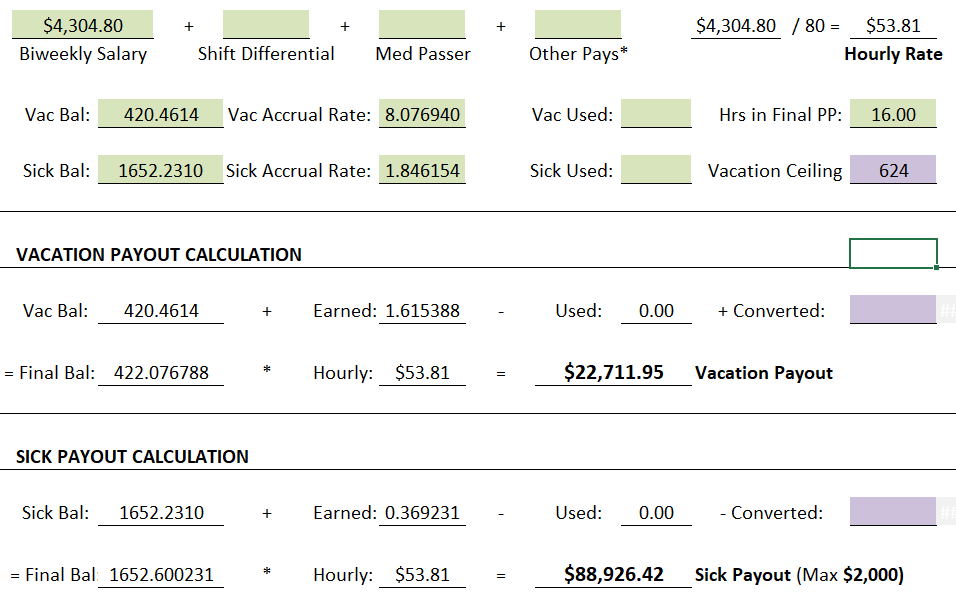 $4,304.80 + + + $4,304.80 / 80 = $53.81
Biweekly Salary Shift Differential Med Passer Other Pays* Hourly Rate
Vac Bal: 420.4614 Vac Accrual Rate: 8.076940 Vac Used: Hrs in Final PP: 16.00
Sick Bal: 1652.2310 Sick Accrual Rate: 1.846154 Sick Used: Vacation Ceiling 624
VACATION PAYOUT CALCULATION
Vac Bal: 420.4614 + Earned: 1.615388 - Used: 0.00 + Converted:
= Final Bal: 422.076788 * Hourly: $53.81 = $22,711.95 Vacation Payout
SICK PAYOUT CALCULATION
Sick Bal: 1652.2310 + Earned: 0.369231 - Used: 0.00 - Converted:
= Final Bal: 1652.600231 * Hourly: $53.81 = $88,926.42 Sick Payout (Max $2,000)